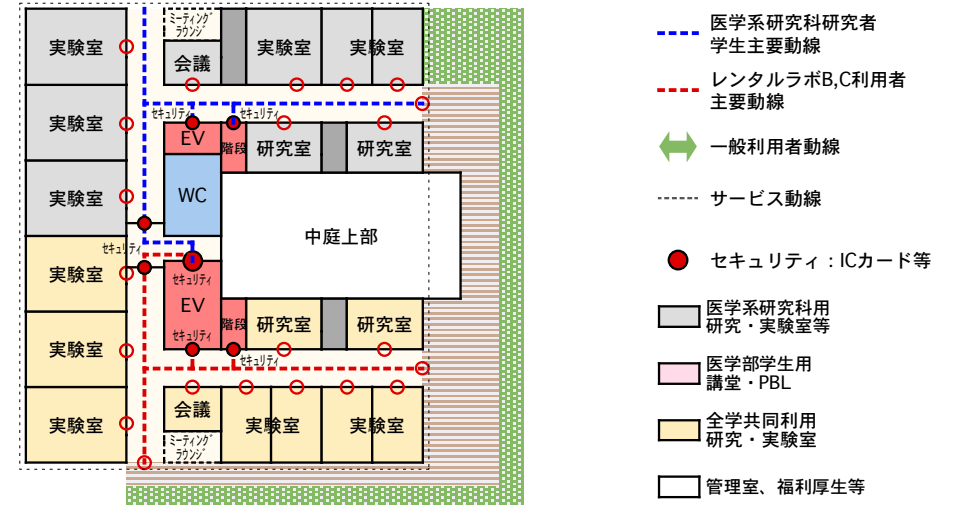 ミーティング
ラウンジ
実験室
実験室
実験室
会議
実験室
セキュリティ
セキュリティ
EV
階段
研究室
研究室
実験室
WC
中庭上部
セキュリティ
実験室
セキュリティ
EV
セキュリティ
階段
研究室
研究室
実験室
セキュリティ
会議
実験室
実験室
実験室
ミーティング
ラウンジ
医学系研究科研究者
学生主要動線
レンタルラボB,C利用者
主要動線
一般利用者動線
サービス動線
セキュリティ：ICカード等
医学系研究科用
研究・実験室等
医学部学生用
講堂・PBL
全学共同利用
研究・実験室
管理室、福利厚生等